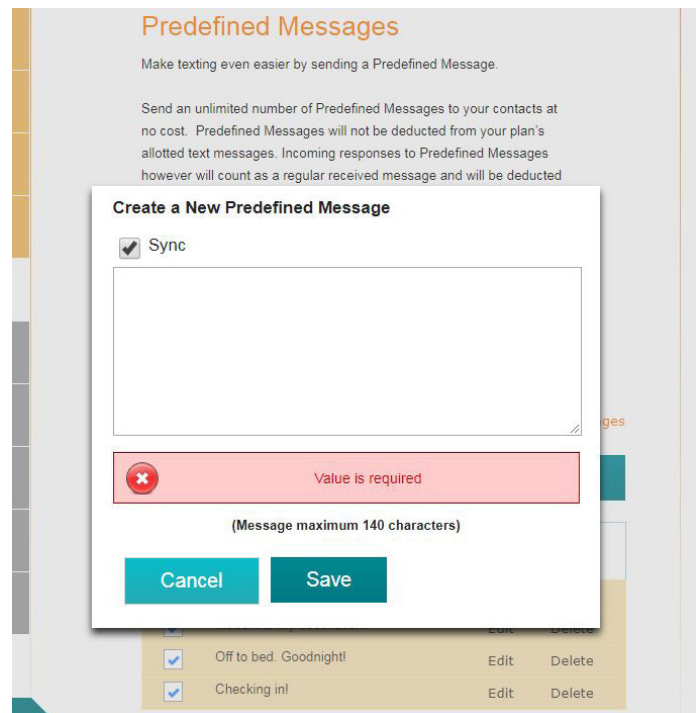 Predefined Messages
Make texting even easier by sending a Predefined Message.
Send an unlimited number of Predefined Messages to your contacts at
no cost. Predefined Messages will not be deducted from your plan's
allotted text messages. Incoming responses to Predefined Messages
however will count as a regular received message and will be deducted
Create a New Predefined Message
Sync
ges
Value is required
(Message maximum 140 characters)
Cancel
Save
Edit Delete
Off to bed. Goodnight! Edit Delete
Checking in! Edit Delete